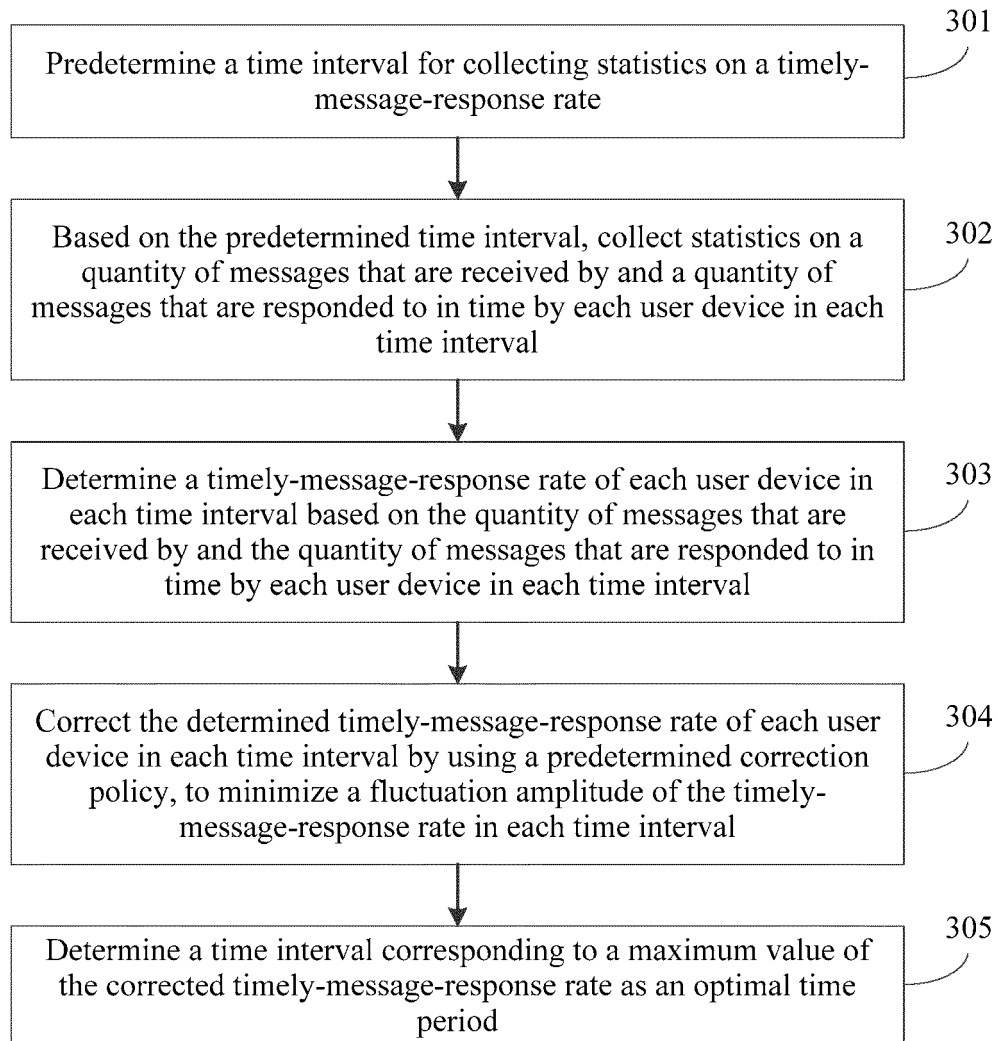 301
Predetermine a time interval for collecting statistics on a timely-
message-response rate
302
Based on the predetermined time interval, collect statistics on a
quantity of messages that are received by and a quantity of
messages that are responded to in time by each user device in each
time interval
303
Determine a timely-message-response rate of each user device in
each time interval based on the quantity of messages that are
received by and the quantity of messages that are responded to in
time by each user device in each time interval
304
Correct the determined timely-message-response rate of each user
device in each time interval by using a predetermined correction
policy, to minimize a fluctuation amplitude of the timely-
message-response rate in each time interval
305
Determine a time interval corresponding to a maximum value of
the corrected timely-message-response rate as an optimal time
period